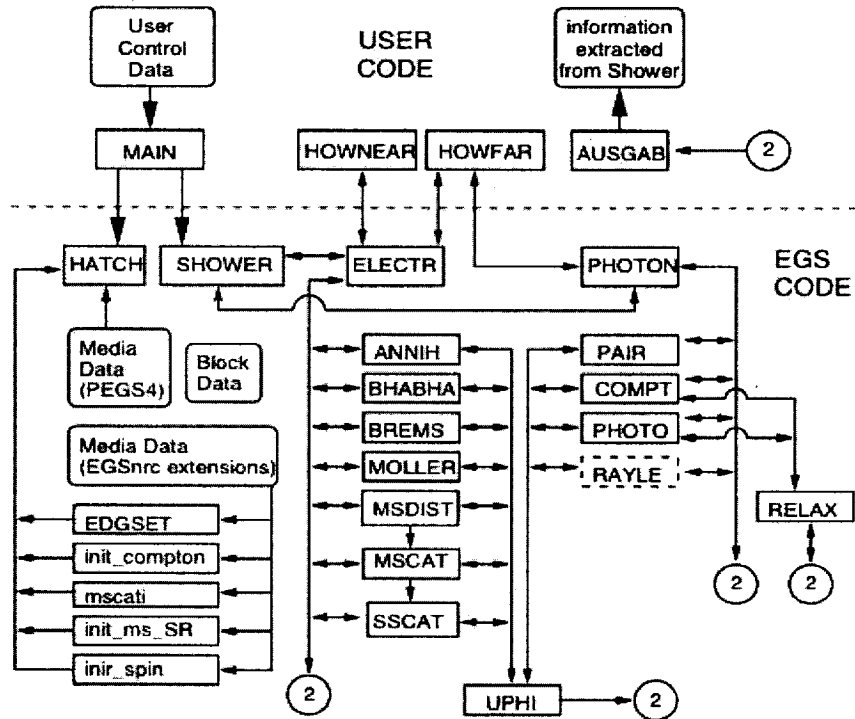 User
Control
Data
USER
CODE
information
extracted
from Shower
MAIN
HOWNEAR
HOWFAR
AUSGAB
2
HATCH
SHOWER
ELECTR
PHOTON
EGS
CODE
Media
Data
(PEGS4)
Block
Data
ANNIH
PAIR
BHABHA
COMPT
Media Data
(EGSnrc extensions)
BREMS
PHOTO
MOLLER
RAYLE
EDGSET
MSDIST
RELAX
init_compton
MSCAT
mscati
SSCAT
init_ms_SR
inir_spin
2
2
2
UPHI
2